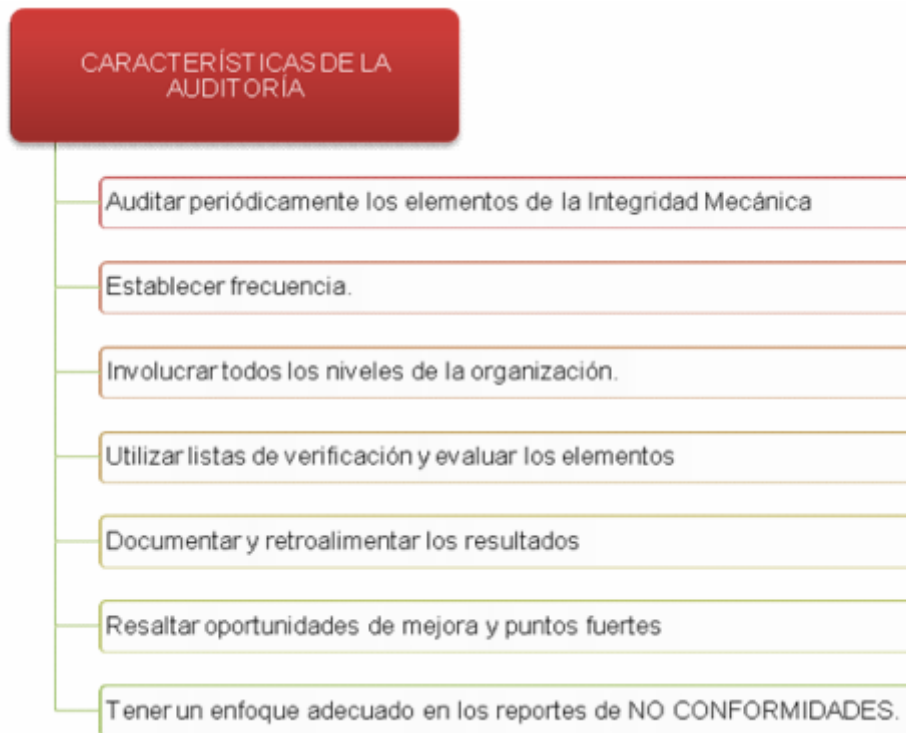 CARACTERÍSTICAS DE LA
AUDITORÍA
Auditar periódicamente los elementos de la Integridad Mecánica
Establecer frecuencia.
Involucrar todos los niveles de la organización.
Utilizar listas de verificación y evaluar los elementos
Documentar y retroalimentar los resultados
Resaltar oportunidades de mejora y puntos fuertes
Tener un enfoque adecuado en los reportes de NO CONFORMIDADES.